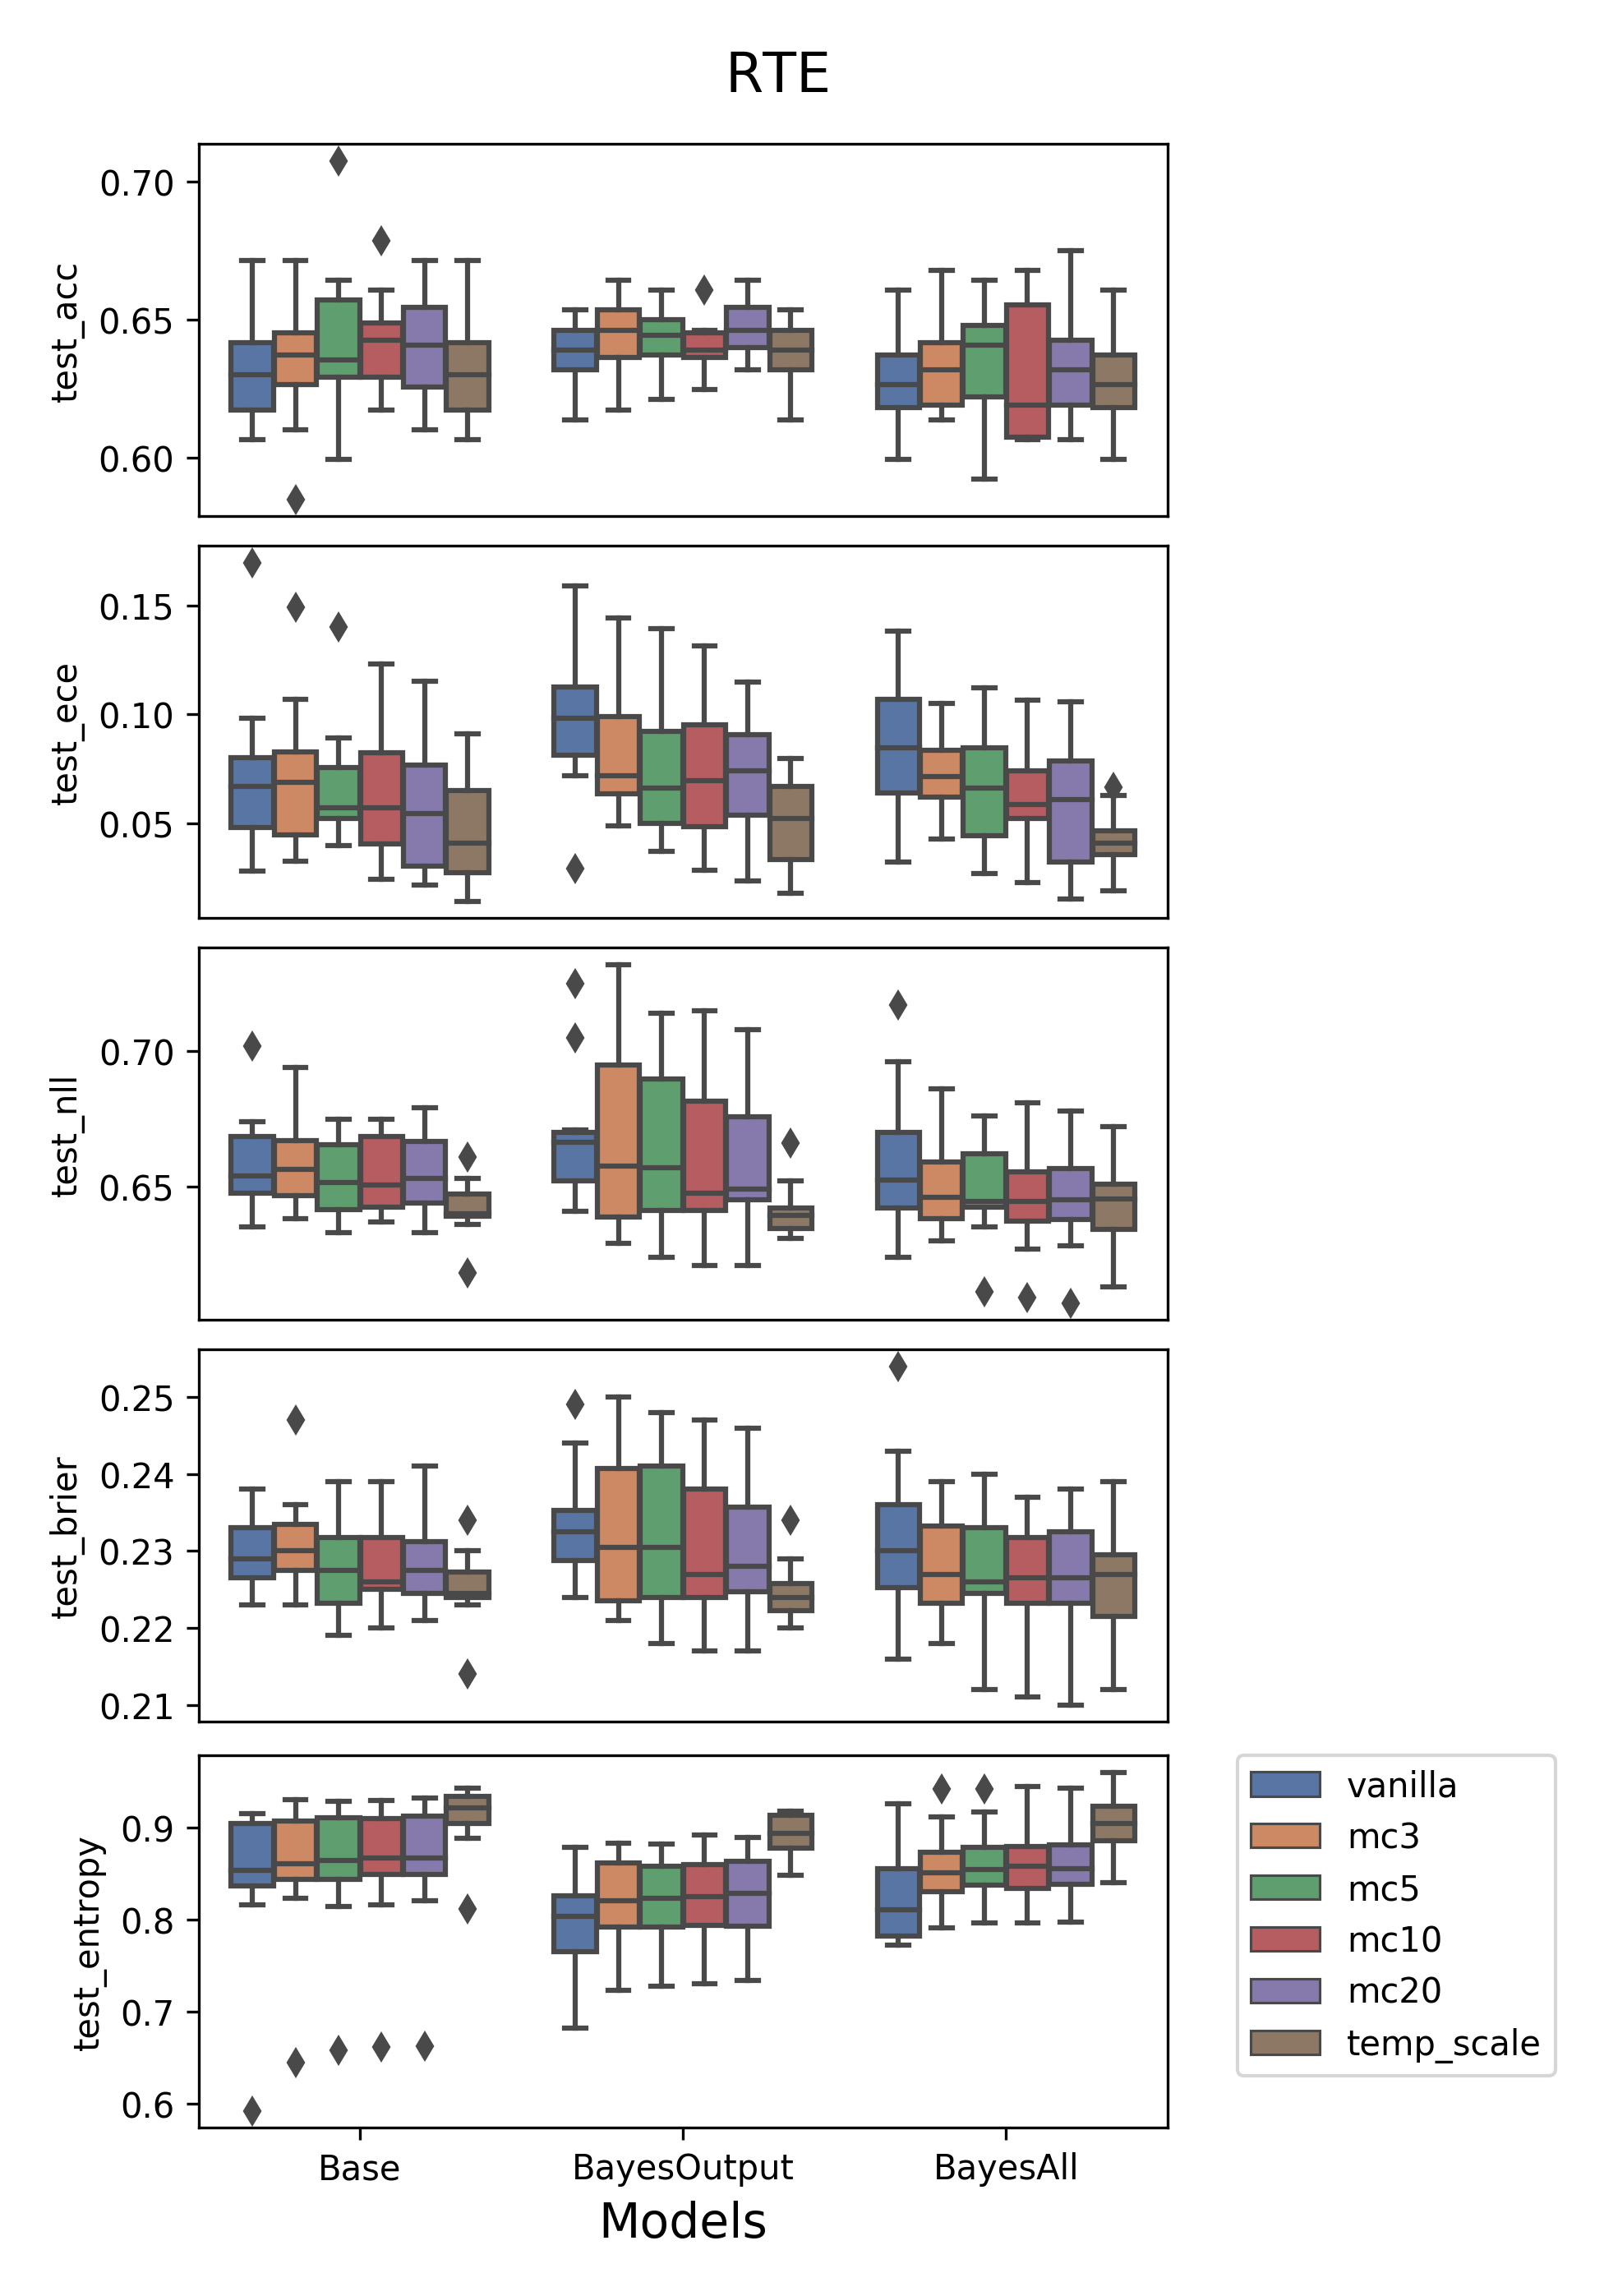 RTE
0.70
0.65
0.60
test_acc
0.15
0.10
0.05
test_ece
0.70
0.65
test_nll
0.25
0.24
0.23
0.22
0.21
test_brier
0.9
0.8
0.7
0.6
test_entropy
vanilla
mc3
mc5
mc10
mc20
temp_scale
Base
BayesOutput
BayesAll
Models